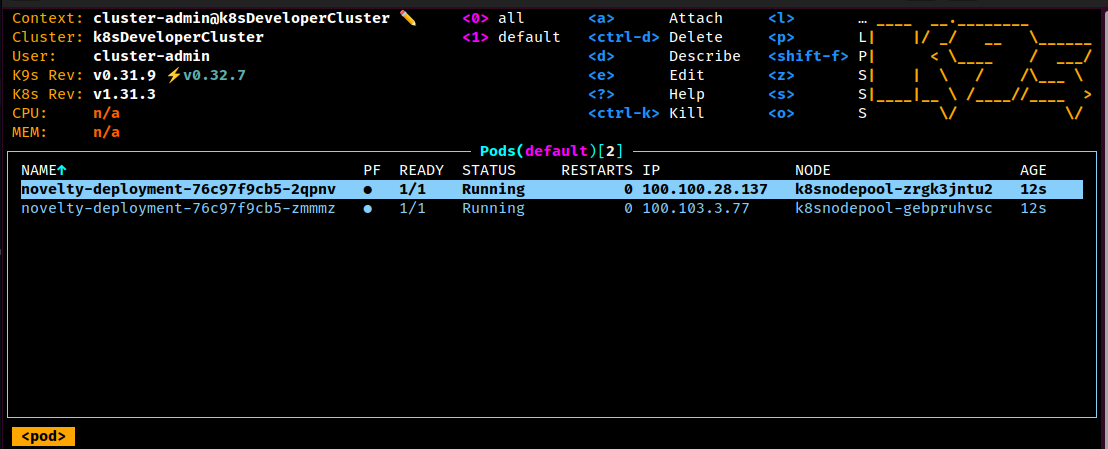 Context: cluster-admin@k8sDeveloperCluster ✏️ <0> all <a> Attach <l> …
Cluster: k8sDeveloperCluster <1> default <ctrl-d> Delete <p> L
User: cluster-admin <d> Describe <shift-f> P
K9s Rev: v0.31.9 ⚡v0.32.7 <e> Edit <z> S
K8s Rev: v1.31.3 <?> Help <s> S
CPU: n/a <ctrl-k> Kill <o> S
MEM: n/a
Pods(default)[2]
NAME↑ PF READY STATUS RESTARTS IP NODE AGE
novelty-deployment-76c97f9cb5-2qpnv ● 1/1 Running 0 100.100.28.137 k8snodepool-zrgk3jntu2 12s
novelty-deployment-76c97f9cb5-zmmmz ● 1/1 Running 0 100.103.3.77 k8snodepool-gebpruhvsc 12s
<pod>